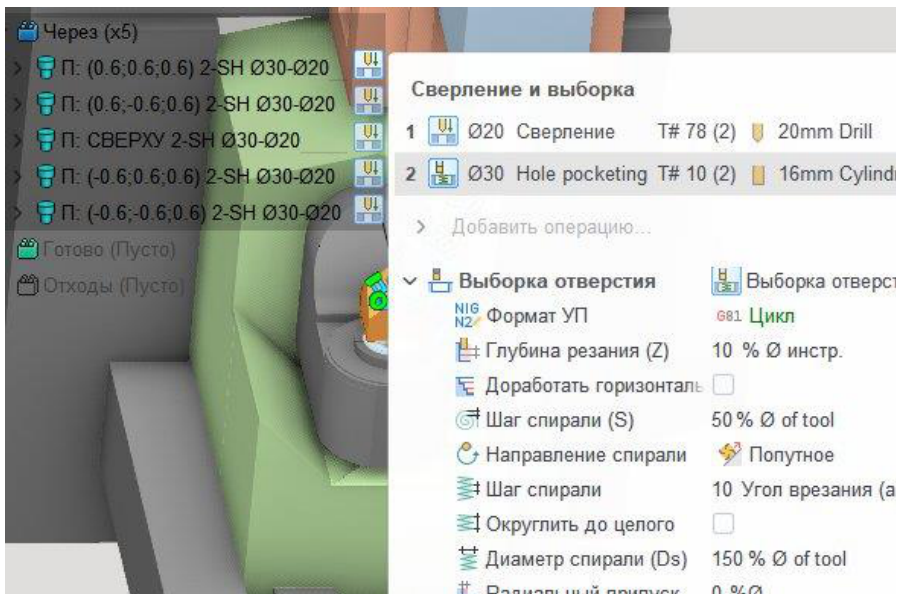 Через (x5)
П: (0.6;0.6;0.6) 2-SH Ø30-Ø20
П: (0.6;-0.6;0.6) 2-SH Ø30-Ø20
П: СВЕРХУ 2-SH Ø30-Ø20
П: (-0.6;0.6;0.6) 2-SH Ø30-Ø20
П: (-0.6;-0.6;0.6) 2-SH Ø30-Ø20
Готово (Пусто)
Отходы (Пусто)
Сверление и выборка
1 Ø20 Сверление T# 78 (2) 20mm Drill
2 Ø30 Hole pocketing T# 10 (2) 16mm Cylindr
Добавить операцию...
Выборка отверстия Выборка отверст
Формат УП G81 Цикл
Глубина резания (Z) 10 % Ø инстр.
Доработать горизонталь
Шаг спирали (S) 50 % Ø of tool
Направление спирали Попутное
Шаг спирали 10 Угол врезания (a
Округлить до целого
Диаметр спирали (Ds) 150 % Ø of tool
Радиальный припуск 0 %Ø